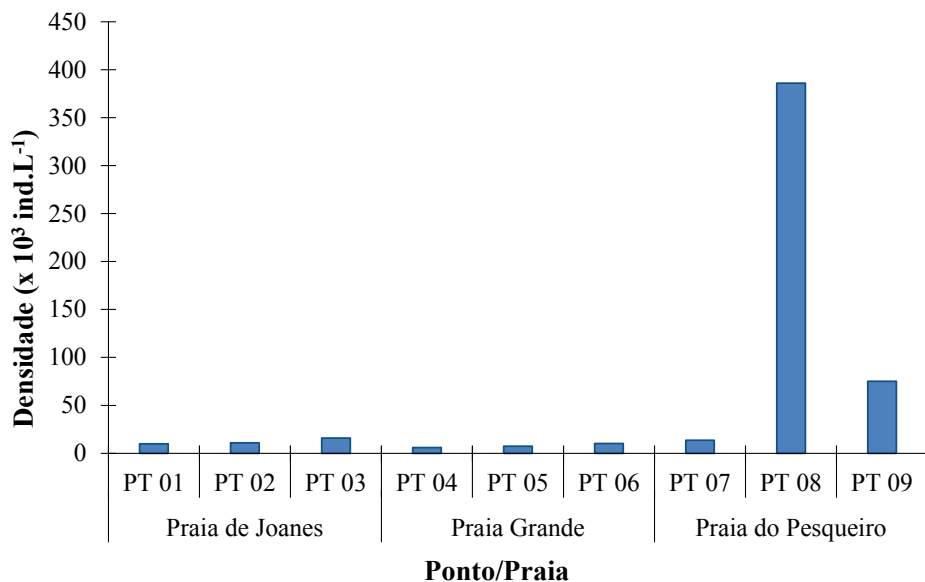 450
400
350
300
250
200
150
100
50
0
Densidade (x 10³ ind.L⁻¹)
PT 01 PT 02 PT 03 PT 04 PT 05 PT 06 PT 07 PT 08 PT 09
Praia de Joanes Praia Grande Praia do Pesqueiro
Ponto/Praia